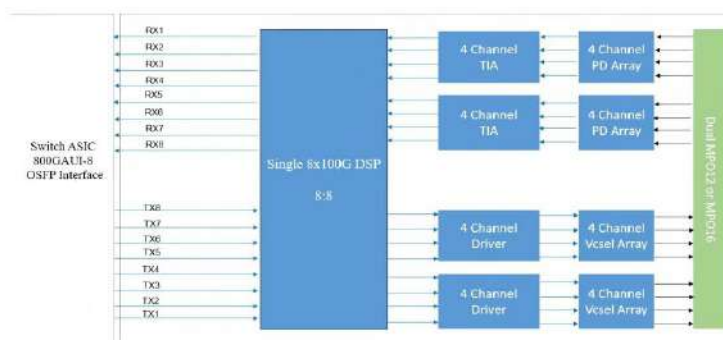 RX1
RX2
RX3
RX4
RX5
RX6
RX7
RX8
Switch ASIC
800GAUI-8
OSFP Interface
TX8
TX7
TX6
TX5
TX4
TX3
TX2
TX1
Single 8x100G DSP
8:8
4 Channel
TIA
4 Channel
PD Array
4 Channel
TIA
4 Channel
PD Array
4 Channel
Driver
4 Channel
Vcsel Array
4 Channel
Driver
4 Channel
Vcsel Array
Dual MPO12 or MPO16